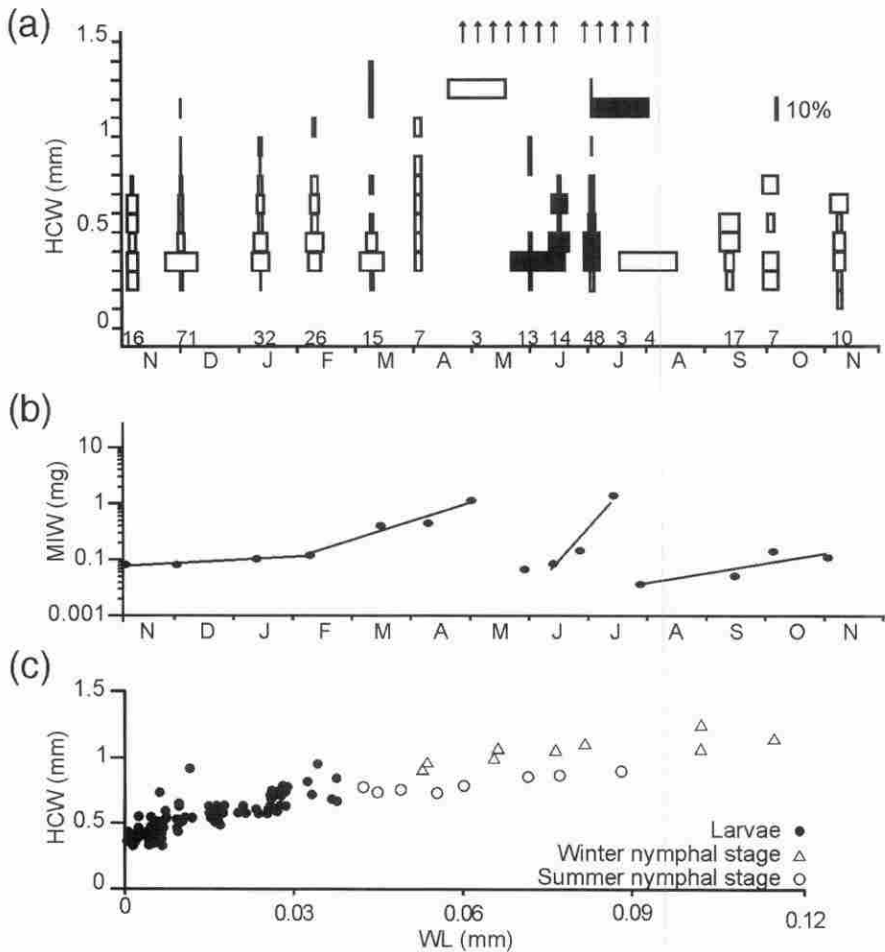 (a)
1.5
1
0.5
0
HCW (mm)
10%
16 71 32 26 15 7 3 13 14 48 3 4 17 7 10
N D J F M A M J J A S O N
(b)
10
1
0.1
0.001
MIW (mg)
N D J F M A M J J A S O N
(c)
1.5
1
0.5
0
HCW (mm)
Larvae
Winter nymphal stage
Summer nymphal stage
0 0.03 0.06 0.09 0.12
WL (mm)